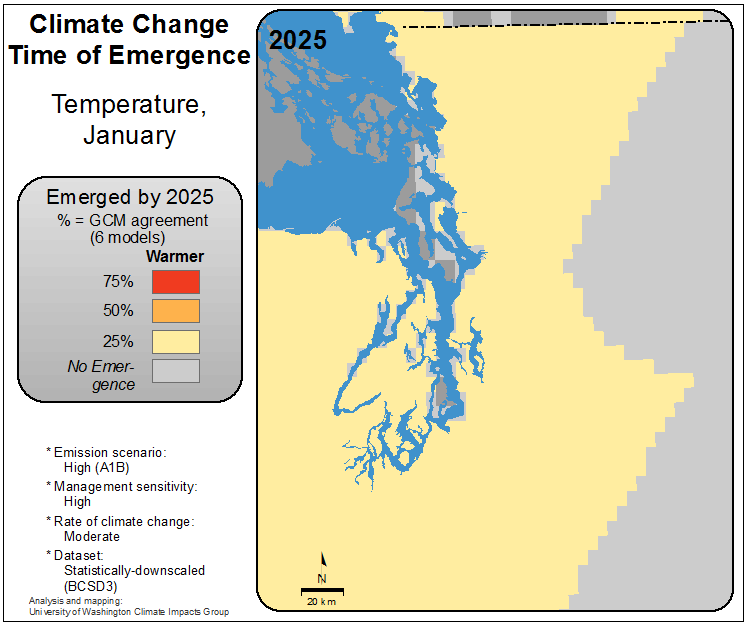 Climate Change
Time of Emergence
Temperature,
January
Emerged by 2025
% = GCM agreement
(6 models)
Warmer
75%
50%
25%
No Emer-
gence
* Emission scenario:
High (A1B)
* Management sensitivity:
High
* Rate of climate change:
Moderate
* Dataset:
Statistically-downscaled
(BCSD3)
Analysis and mapping:
University of Washington Climate Impacts Group
2025
N
20 km